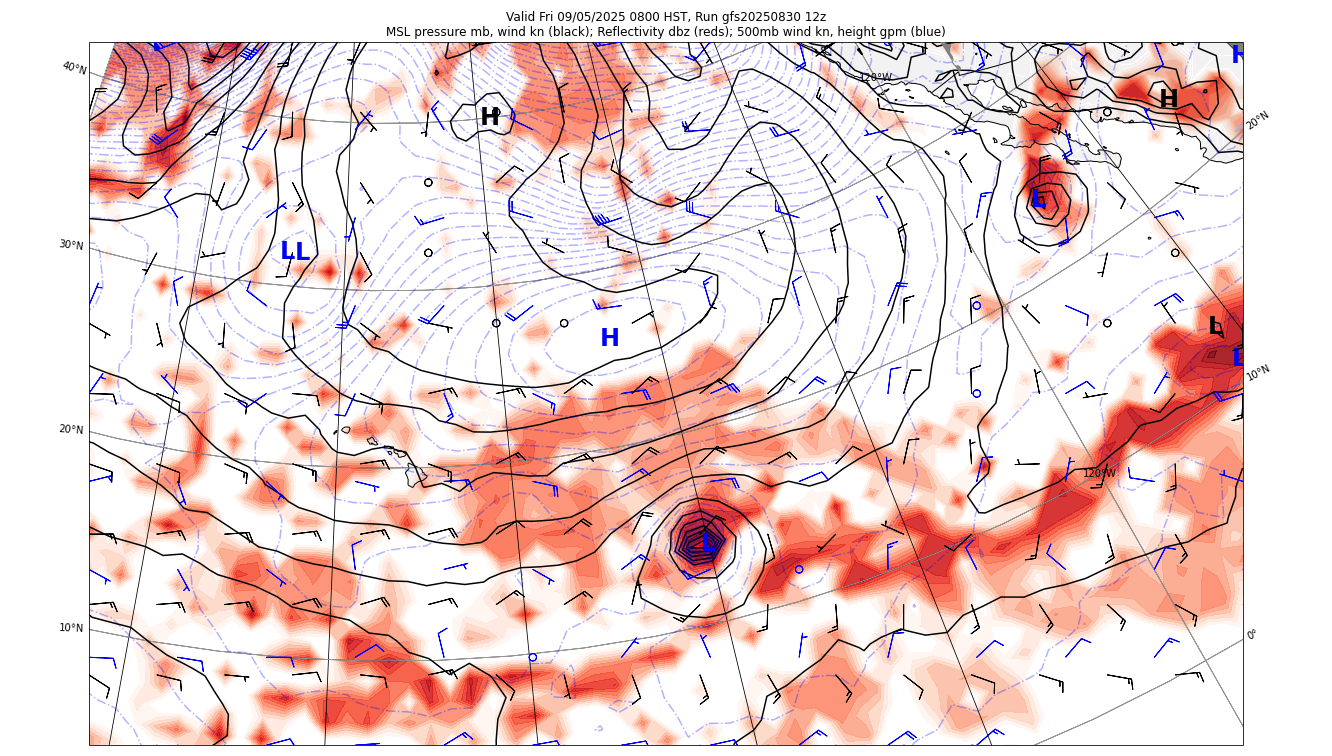 Valid Fri 09/05/2025 0800 HST, Run gfs20250830 12z
MSL pressure mb, wind kn (black); Reflectivity dbz (reds); 500mb wind kn, height gpm (blue)
L
H
40°N
120°W
H
H
20°N
L
30°N
LL
H
L
L
10°N
20°N
120°W
L
10°N
0°